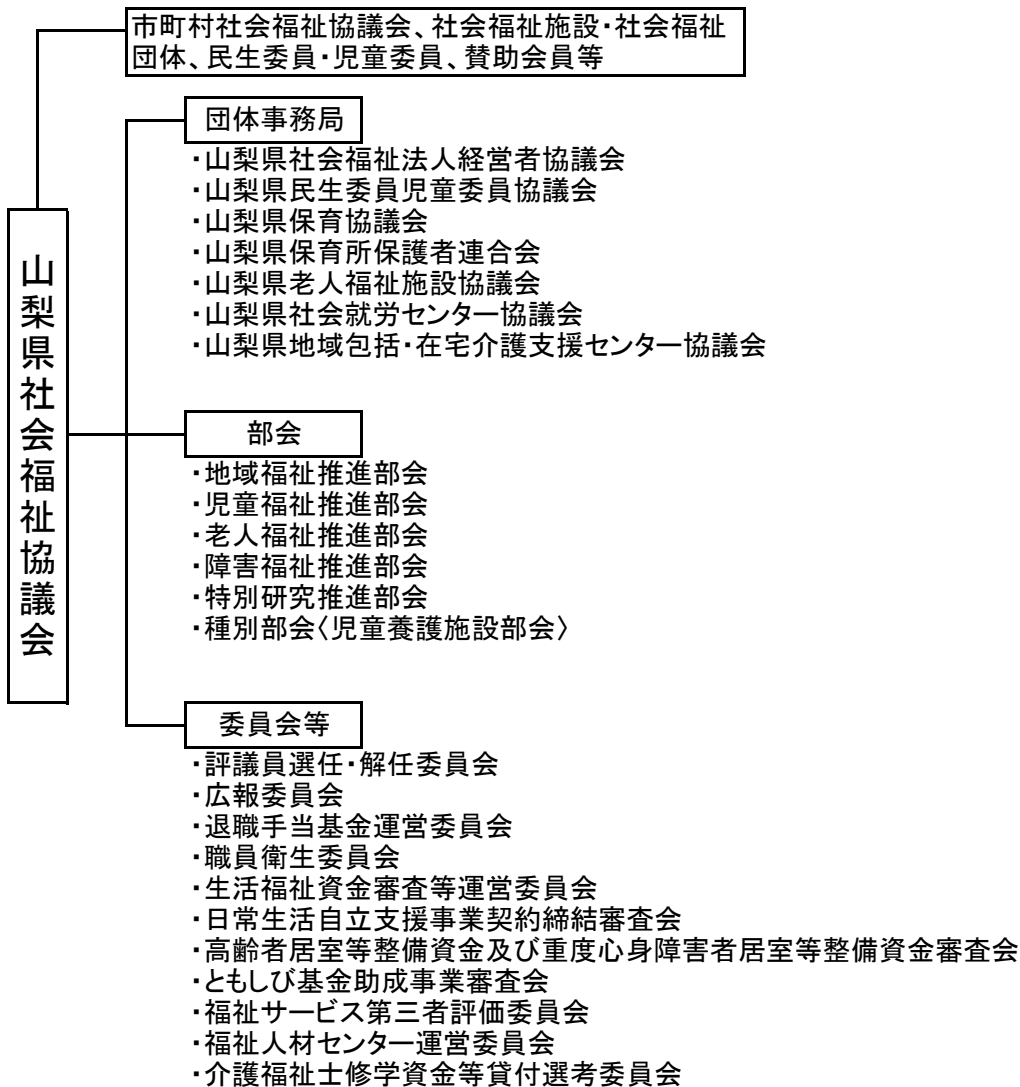 市町村社会福祉協議会、社会福祉施設・社会福祉
団体、民生委員・児童委員、賛助会員等
団体事務局
・山梨県社会福祉法人経営者協議会
・山梨県民生委員児童委員協議会
・山梨県保育協議会
・山梨県保育所保護者連合会
・山梨県老人福祉施設協議会
・山梨県社会就労センター協議会
・山梨県地域包括・在宅介護支援センター協議会
山梨県社会福祉協議会
部会
・地域福祉推進部会
・児童福祉推進部会
・老人福祉推進部会
・障害福祉推進部会
・特別研究推進部会
・種別部会〈児童養護施設部会〉
委員会等
・評議員選任・解任委員会
・広報委員会
・退職手当基金運営委員会
・職員衛生委員会
・生活福祉資金審査等運営委員会
・日常生活自立支援事業契約締結審査会
・高齢者居室等整備資金及び重度心身障害者居室等整備資金審査会
・ともしび基金助成事業審査会
・福祉サービス第三者評価委員会
・福祉人材センター運営委員会
・介護福祉士修学資金等貸付選考委員会